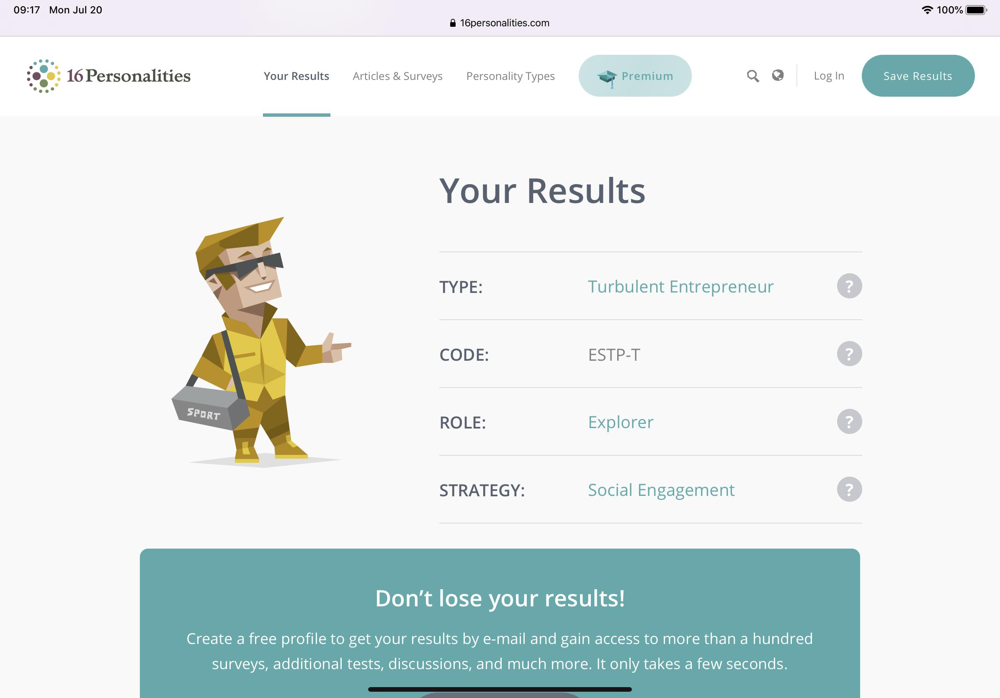 09:17 Mon Jul 20
100%
16personalities.com
16Personalities
Your Results
Articles & Surveys
Personality Types
Premium
Log In
Save Results
Your Results
TYPE: Turbulent Entrepreneur ?
CODE: ESTP-T ?
ROLE: Explorer ?
STRATEGY: Social Engagement ?
SPORT
Don’t lose your results!
Create a free profile to get your results by e-mail and gain access to more than a hundred
surveys, additional tests, discussions, and much more. It only takes a few seconds.